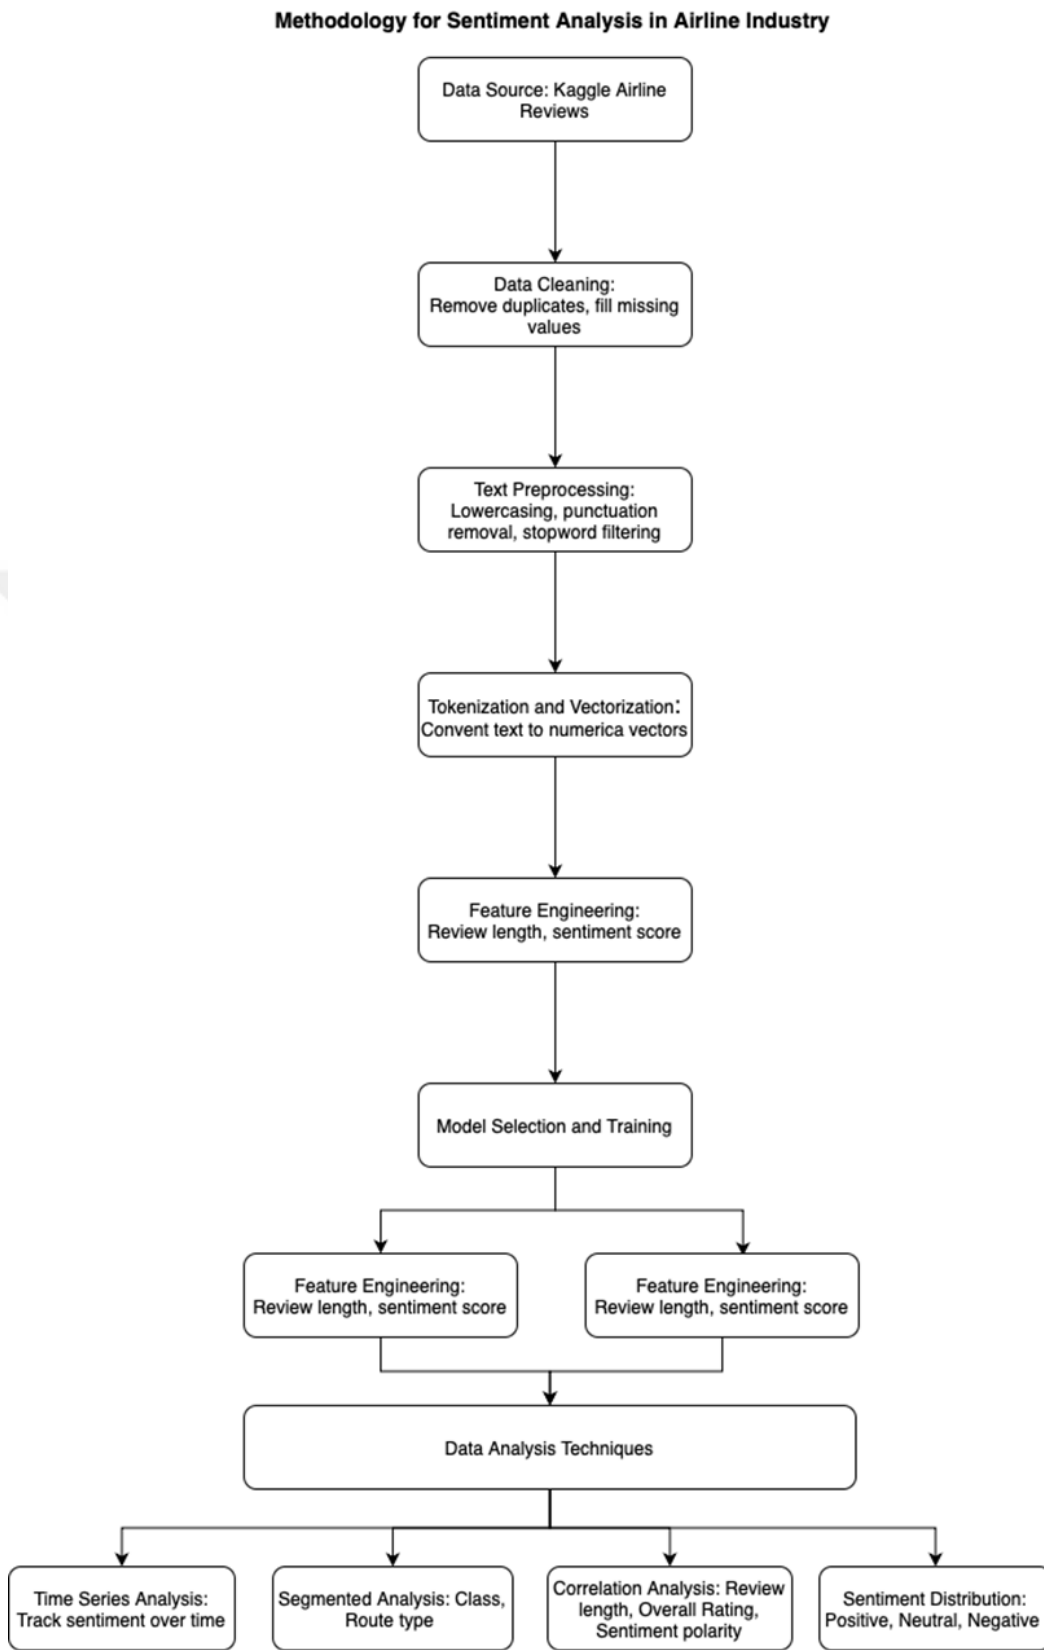 Methodology for Sentiment Analysis in Airline Industry
Data Source: Kaggle Airline
Reviews
Data Cleaning:
Remove duplicates, fill missing
values
Text Preprocessing:
Lowercasing, punctuation
removal, stopword filtering
Tokenization and Vectorization:
Convent text to numerica vectors
Feature Engineering:
Review length, sentiment score
Model Selection and Training
Feature Engineering:
Review length, sentiment score
Feature Engineering:
Review length, sentiment score
Data Analysis Techniques
Time Series Analysis:
Track sentiment over time
Segmented Analysis: Class,
Route type
Correlation Analysis: Review
length, Overall Rating,
Sentiment polarity
Sentiment Distribution:
Positive, Neutral, Negative